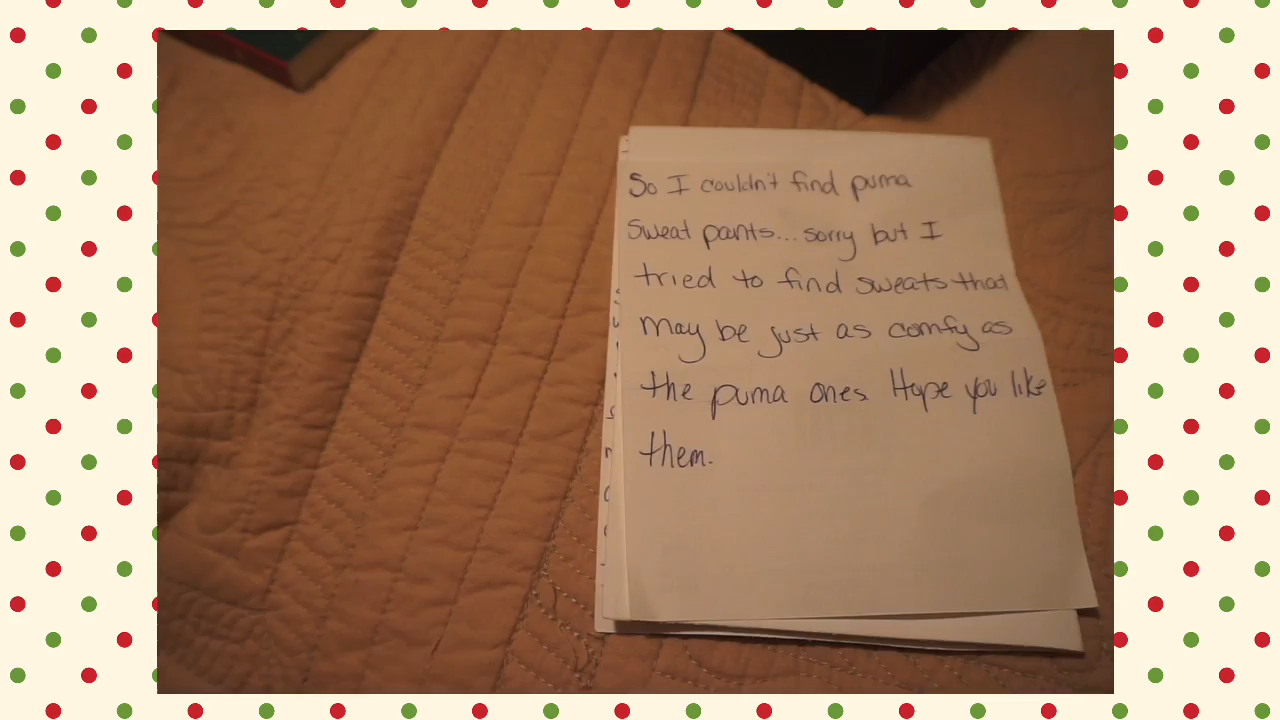 So I couldn't find puma
sweat pants... sorry but I
tried to find sweats that
may be just as comfy as
the puma ones Hope you like
them.